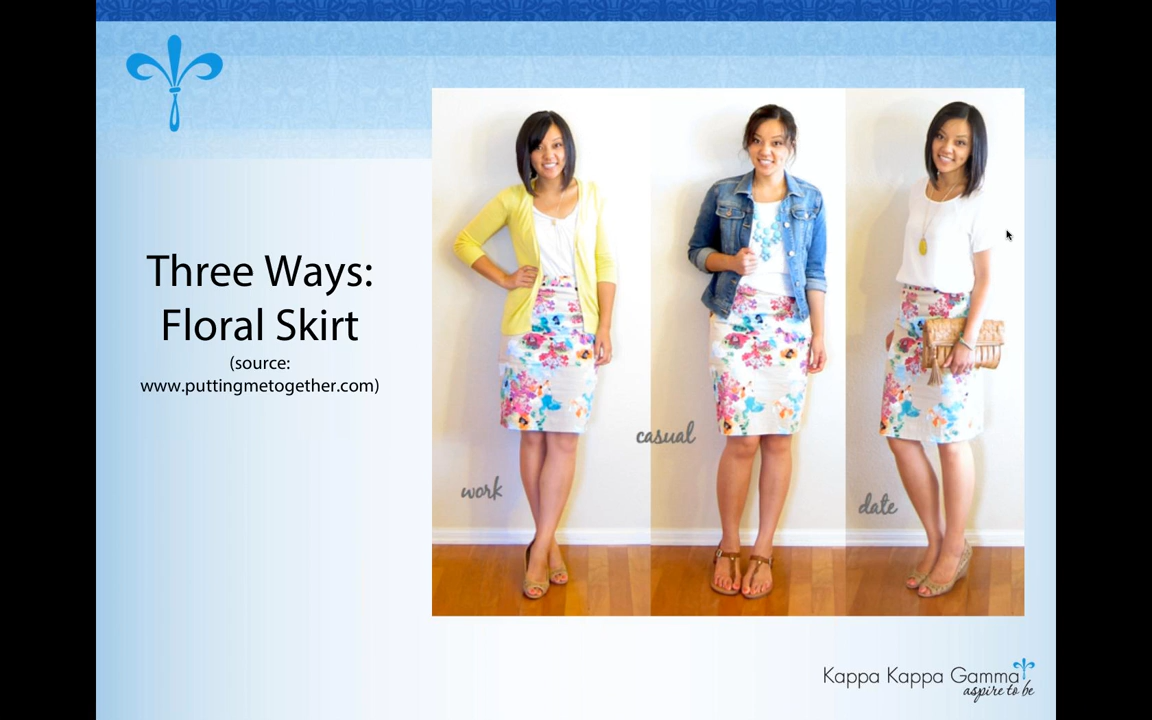 Three Ways:
Floral Skirt
(source:
www.puttingmetogether.com)
work
casual
date
Kappa Kappa Gamma
aspire to be